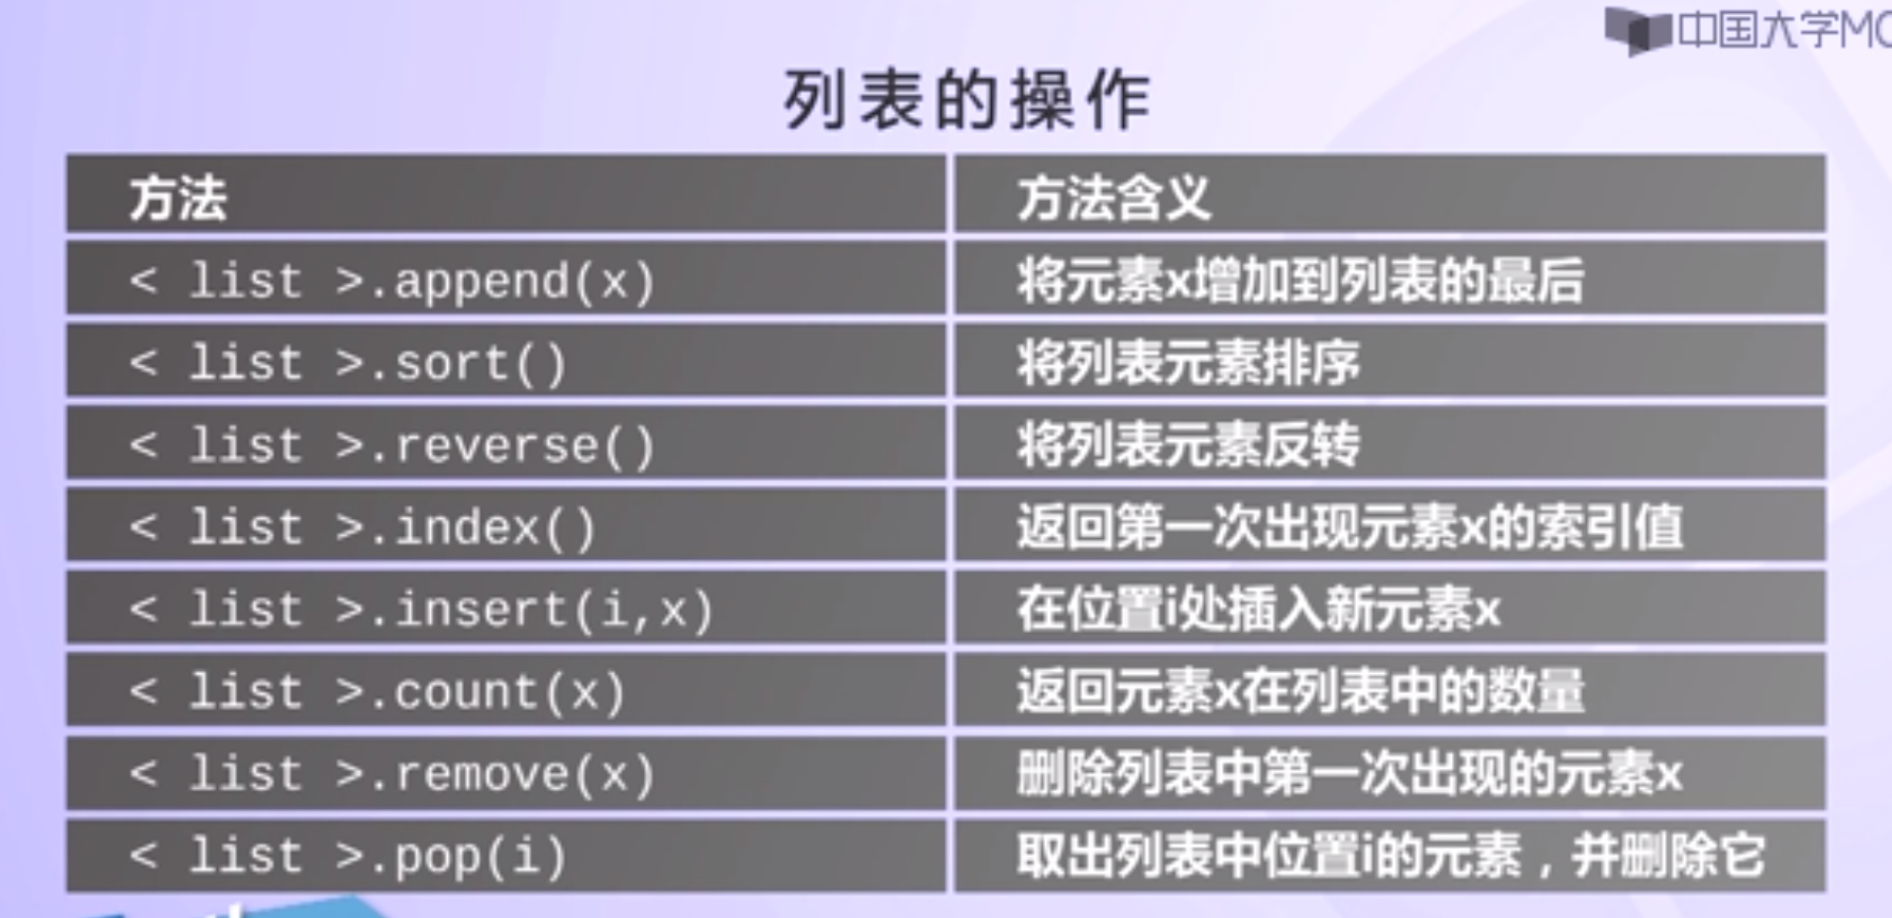 中国大学MO
列表的操作
方法 方法含义
< list >.append(x) 将元素x增加到列表的最后
< list >.sort() 将列表元素排序
< list >.reverse() 将列表元素反转
< list >.index() 返回第一次出现元素x的索引值
< list >.insert(i,x) 在位置i处插入新元素x
< list >.count(x) 返回元素x在列表中的数量
< list >.remove(x) 删除列表中第一次出现的元素x
< list >.pop(i) 取出列表中位置i的元素，并删除它